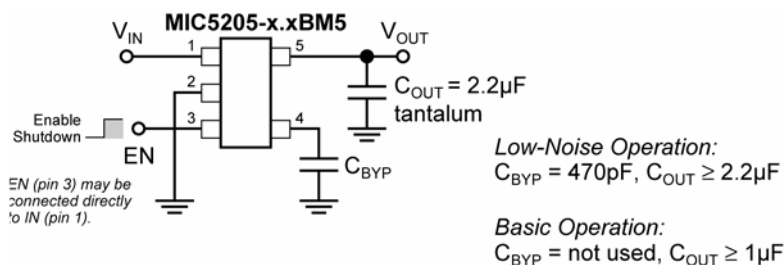 MIC5205-x.xBM5
V_IN
V_OUT
1
5
2
C_OUT = 2.2µF
tantalum
Enable
Shutdown
3
4
EN
C_BYP
EN (pin 3) may be
connected directly
to IN (pin 1).
Low-Noise Operation:
C_BYP = 470pF, C_OUT ≥ 2.2µF
Basic Operation:
C_BYP = not used, C_OUT ≥ 1µF